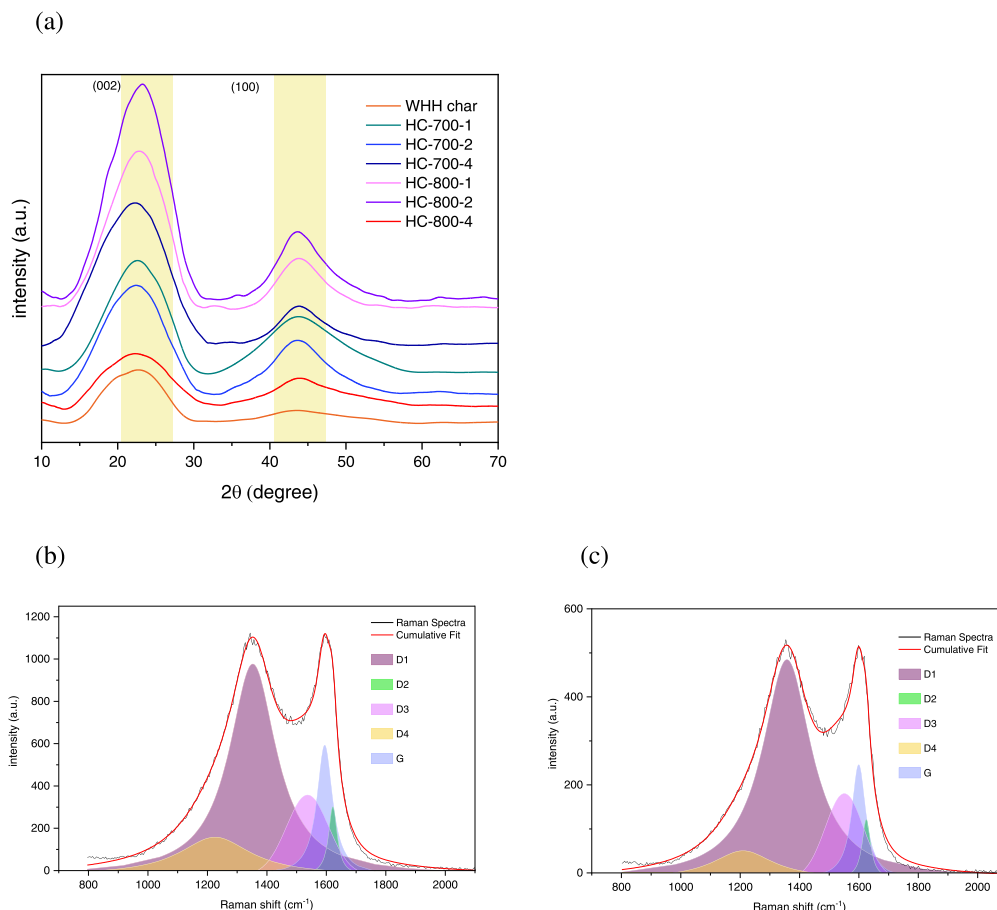 (a)
(002)
(100)
WHH char
HC-700-1
HC-700-2
HC-700-4
HC-800-1
HC-800-2
HC-800-4
intensity (a.u.)
10 20 30 40 50 60 70
2θ (degree)
(b)
1200
1000
800
600
400
200
0
intensity (a.u.)
Raman Spectra
Cumulative Fit
D1
D2
D3
D4
G
800 1000 1200 1400 1600 1800 2000
Raman shift (cm⁻¹)
(c)
600
400
200
0
intensity (a.u.)
Raman Spectra
Cumulative Fit
D1
D2
D3
D4
G
800 1000 1200 1400 1600 1800 2000
Raman shift (cm⁻¹)